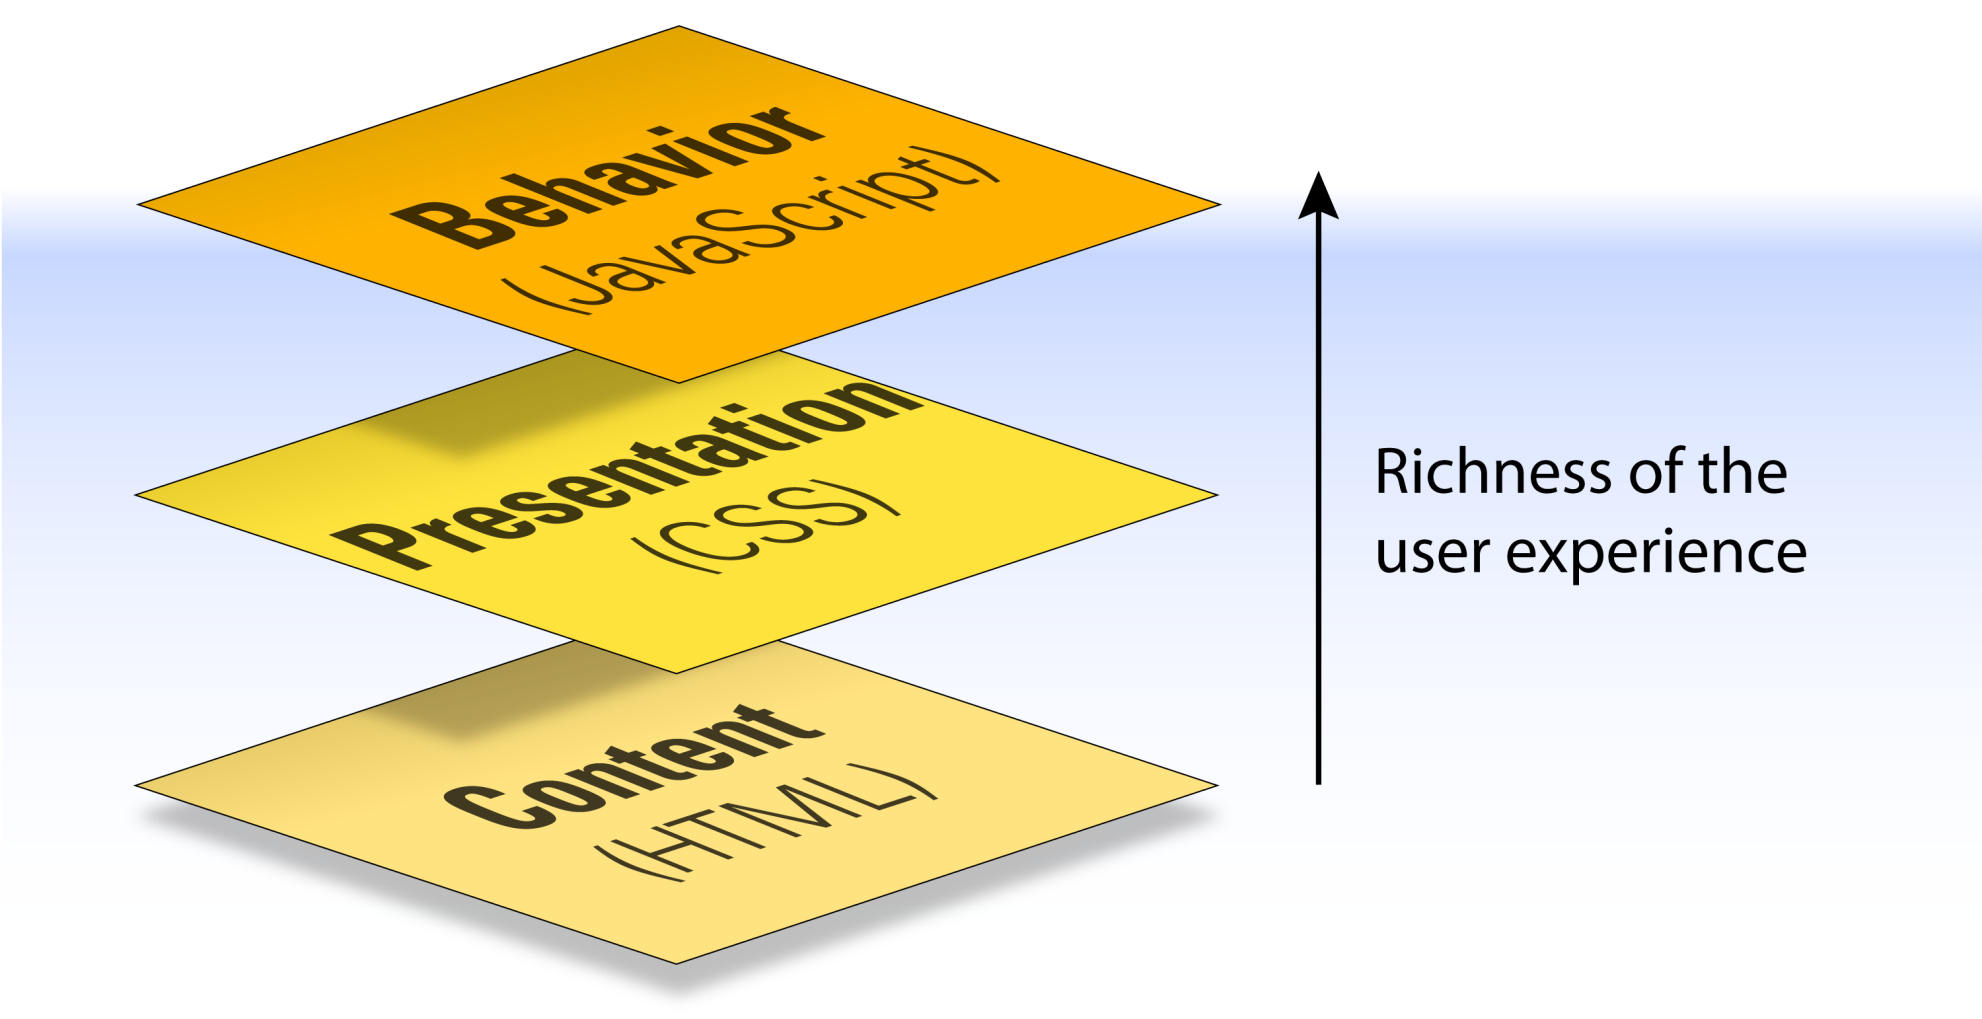 Behavior
(JavaScript)
Presentation
(CSS)
Content
(HTML)
Richness of the
user experience